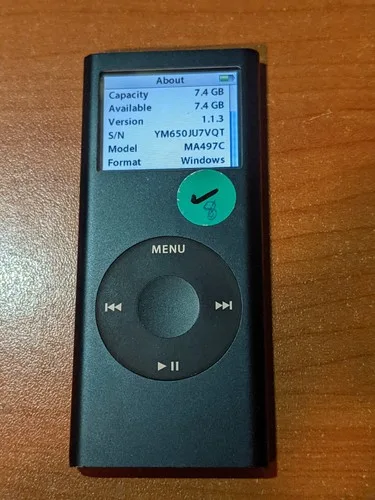 About
Capacity 7.4 GB
Available 7.4 GB
Version 1.1.3
S/N YM650JU7VQT
Model MA497C
Format Windows
8
MENU